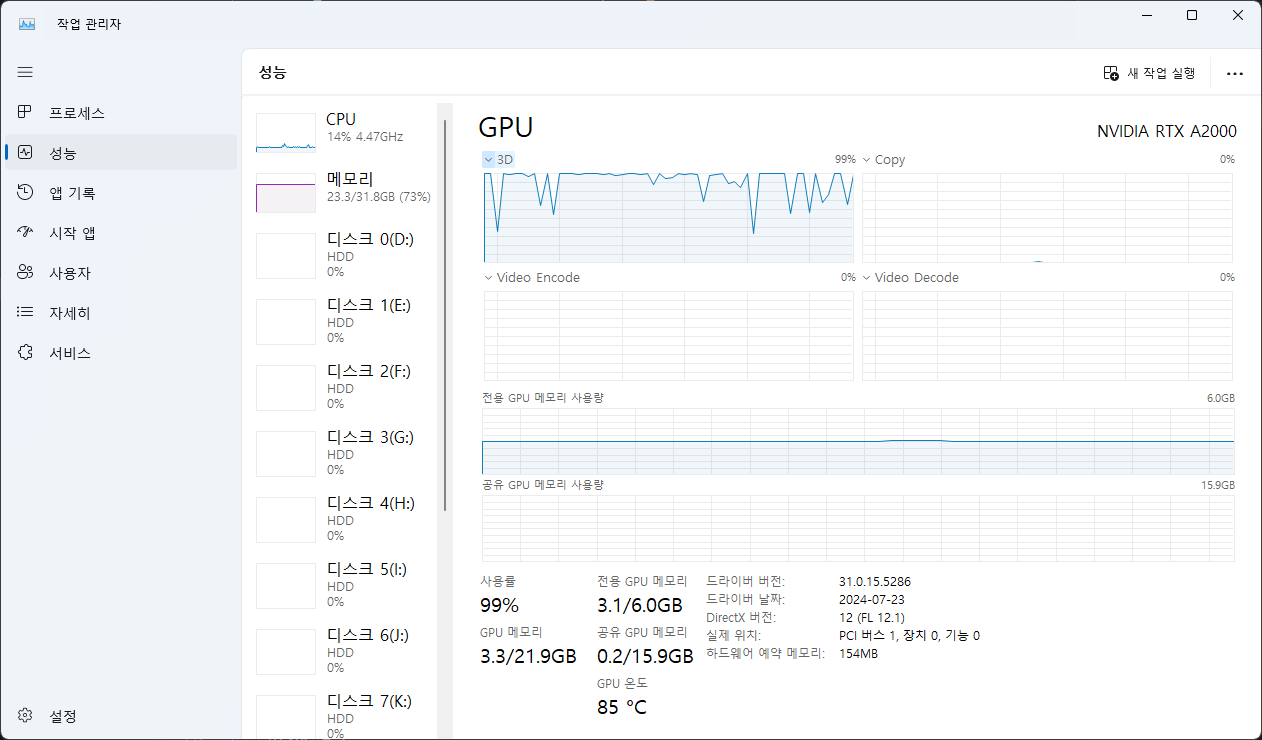 작업 관리자
성능
새 작업 실행
프로세스
성능
앱 기록
시작 앱
사용자
자세히
서비스
설정
CPU
14% 4.47GHz
메모리
23.3/31.8GB (73%)
디스크 0(D:)
HDD
0%
디스크 1(E:)
HDD
0%
디스크 2(F:)
HDD
0%
디스크 3(G:)
HDD
0%
디스크 4(H:)
HDD
0%
디스크 5(I:)
HDD
0%
디스크 6(J:)
HDD
0%
디스크 7(K:)
HDD
0%
GPU
NVIDIA RTX A2000
3D 99%
Copy 0%
Video Encode 0%
Video Decode 0%
전용 GPU 메모리 사용량 6.0GB
공유 GPU 메모리 사용량 15.9GB
사용률
99%
GPU 메모리
3.3/21.9GB
전용 GPU 메모리
3.1/6.0GB
공유 GPU 메모리
0.2/15.9GB
GPU 온도
85 °C
드라이버 버전: 31.0.15.5286
드라이버 날짜: 2024-07-23
DirectX 버전: 12 (FL 12.1)
실제 위치: PCI 버스 1, 장치 0, 기능 0
하드웨어 예약 메모리: 154MB